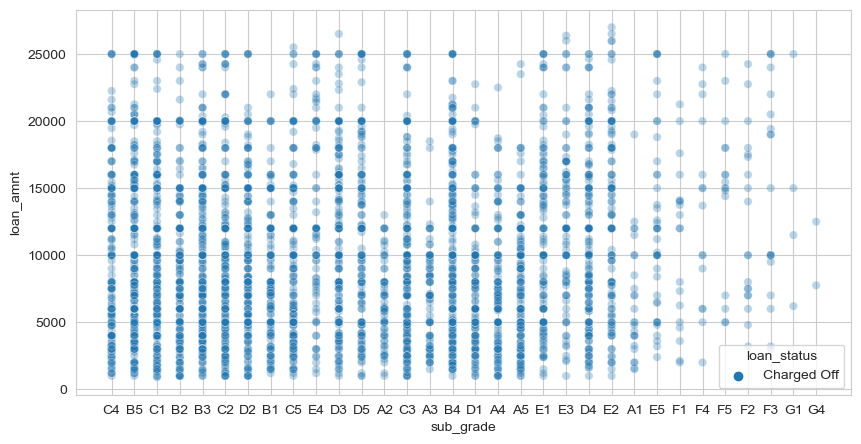 25000
20000
15000
10000
5000
0
loan_amnt
loan_status
Charged Off
C4 B5 C1 B2 B3 C2 D2 B1 C5 E4 D3 D5 A2 C3 A3 B4 D1 A4 A5 E1 E3 D4 E2 A1 E5 F1 F4 F5 F2 F3 G1 G4
sub_grade